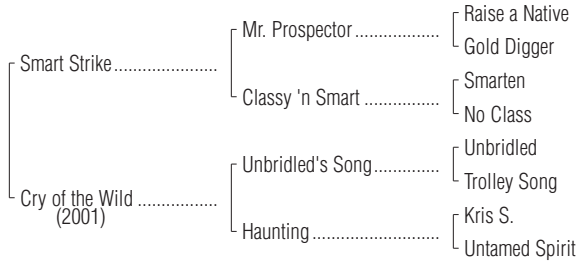 Raise a Native
Mr. Prospector
Gold Digger
Smart Strike
Smarten
Classy 'n Smart
No Class
Unbridled
Unbridled's Song
Trolley Song
Cry of the Wild
(2001)
Kris S.
Haunting
Untamed Spirit